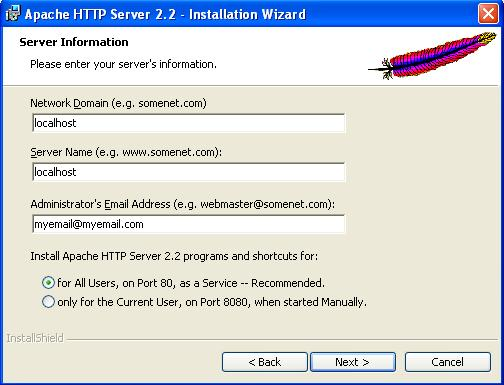 Apache HTTP Server 2.2 - Installation Wizard
Server Information
Please enter your server's information.
Network Domain (e.g. somenet.com)
localhost
Server Name (e.g. www.somenet.com):
localhost
Administrator's Email Address (e.g. webmaster@somenet.com):
myemail@myemail.com
Install Apache HTTP Server 2.2 programs and shortcuts for:
for All Users, on Port 80, as a Service -- Recommended.
only for the Current User, on Port 8080, when started Manually.
InstallShield
< Back Next > Cancel